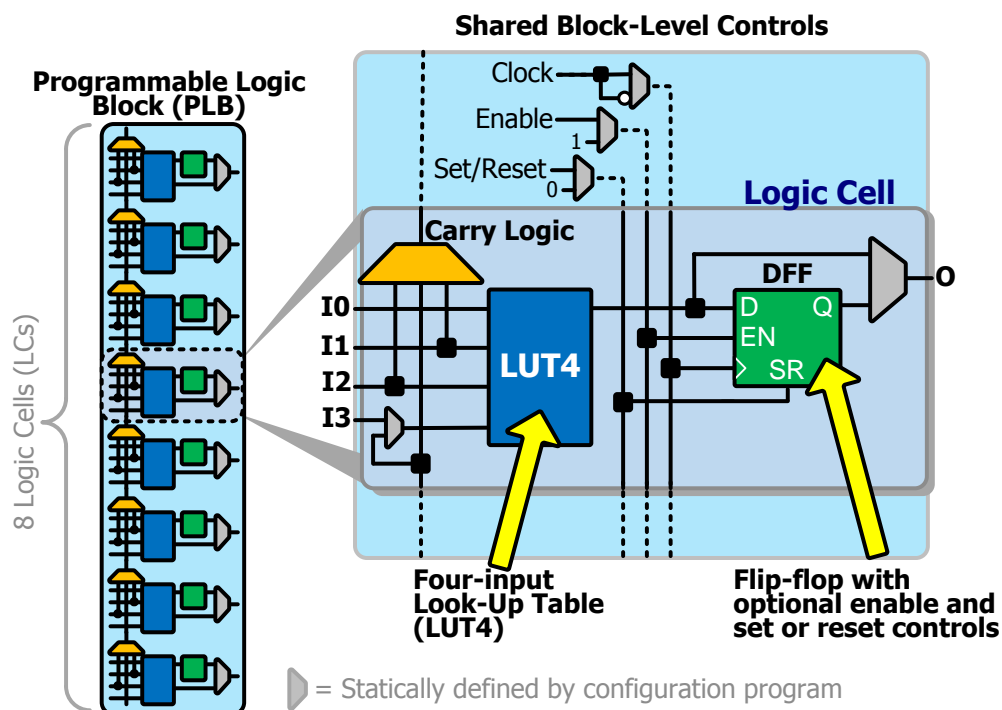 Shared Block-Level Controls
Programmable Logic
Block (PLB)
Clock
Enable
1
Set/Reset
0
Logic Cell
Carry Logic
DFF
I0
I1
I2
I3
LUT4
D
Q
EN
SR
O
8 Logic Cells (LCs)
Four-input
Look-Up Table
(LUT4)
Flip-flop with
optional enable and
set or reset controls
= Statically defined by configuration program